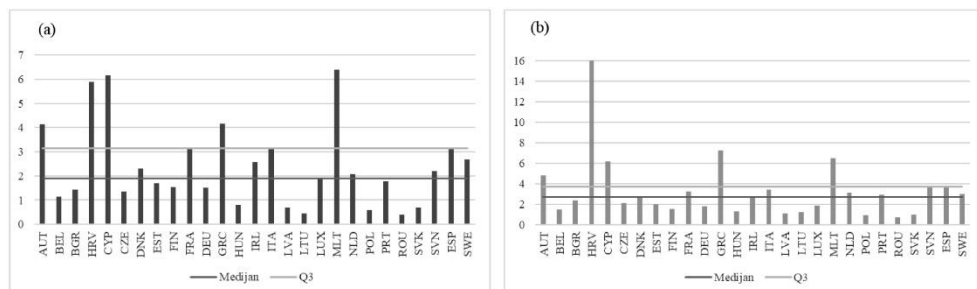 (a)
7
6
5
4
3
2
1
0
AUT BEL BGR HRV CYP CZE DNK EST FIN FRA DEU GRC HUN IRL ITA LVA LTU LUX MLT NLD POL PRT ROU SVK SVN ESP SWE
Medijan Q3
(b)
16
14
12
10
8
6
4
2
0
AUT BEL BGR HRV CYP CZE DNK EST FIN FRA DEU GRC HUN IRL ITA LVA LTU LUX MLT NLD POL PRT ROU SVK SVN ESP SWE
Medijan Q3